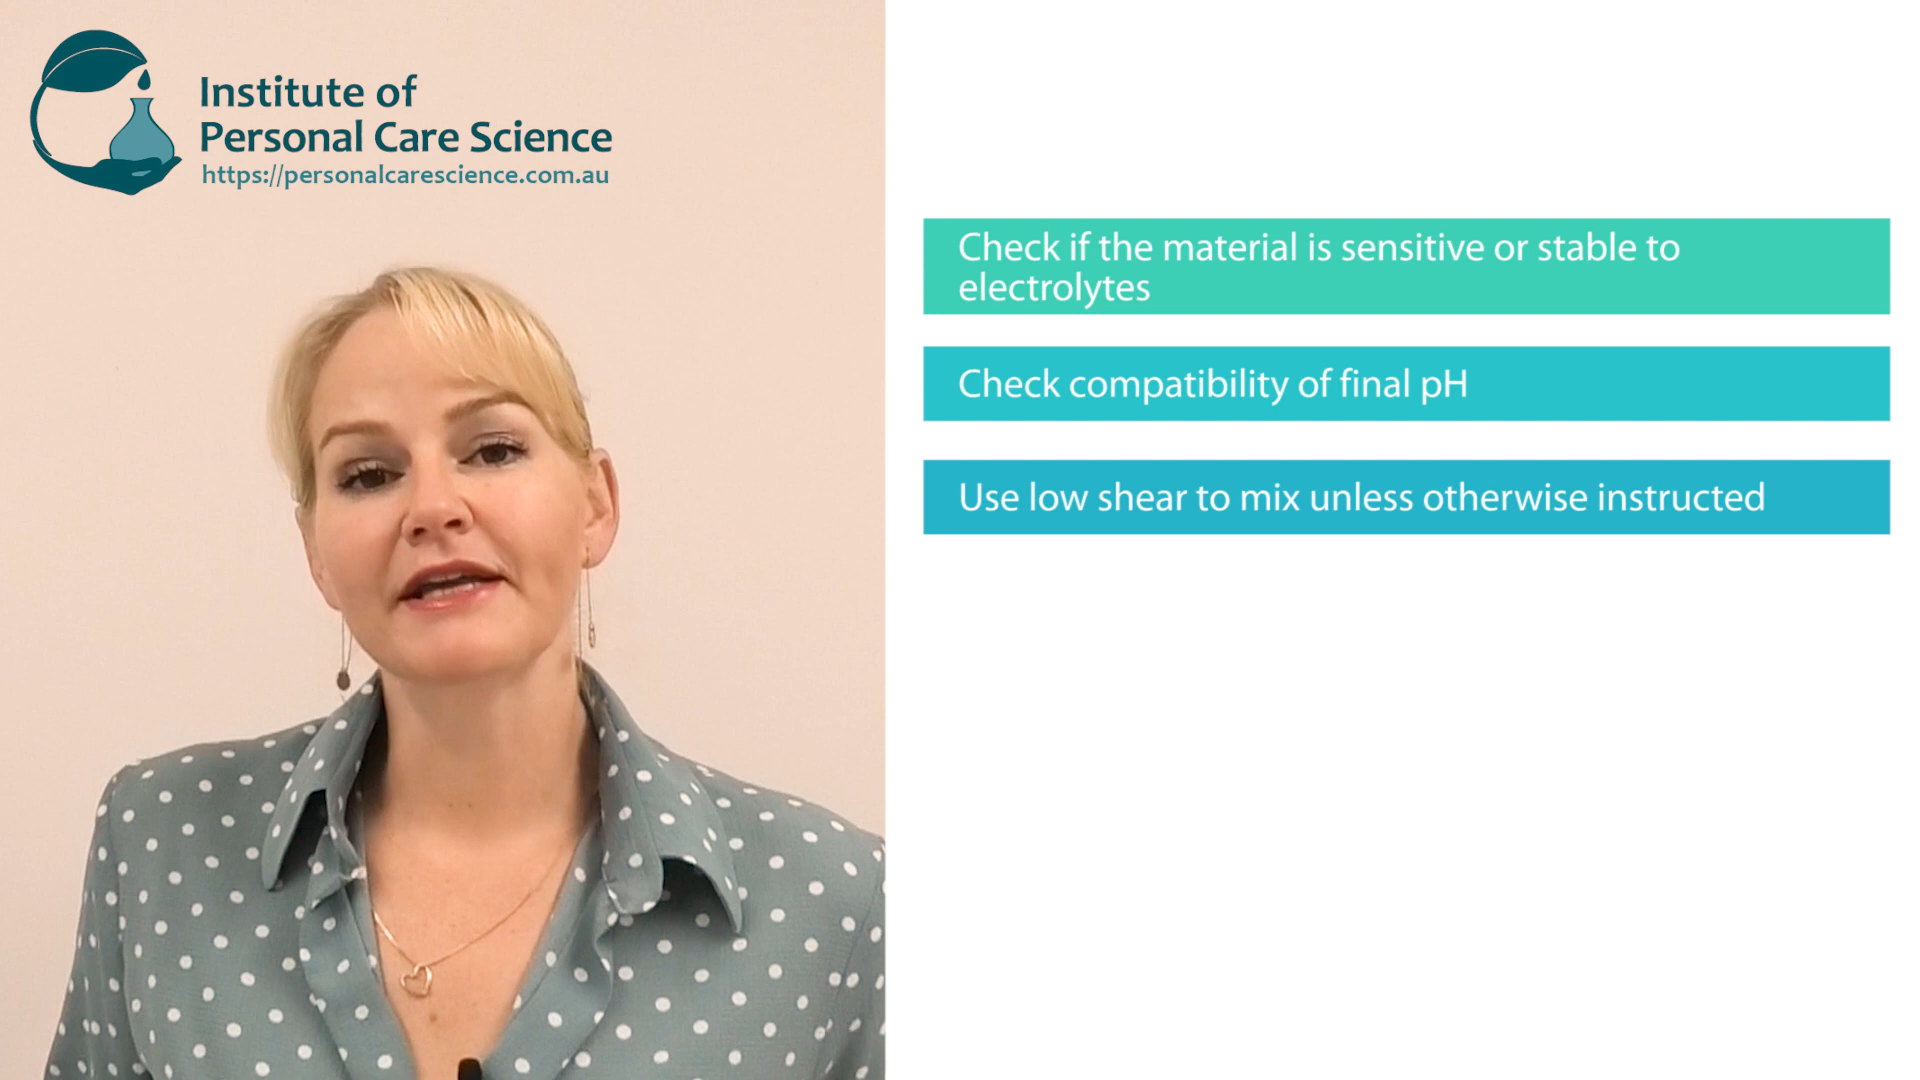 Institute of
Personal Care Science
https://personalcarescience.com.au
Check if the material is sensitive or stable to
electrolytes
Check compatibility of final pH
Use low shear to mix unless otherwise instructed